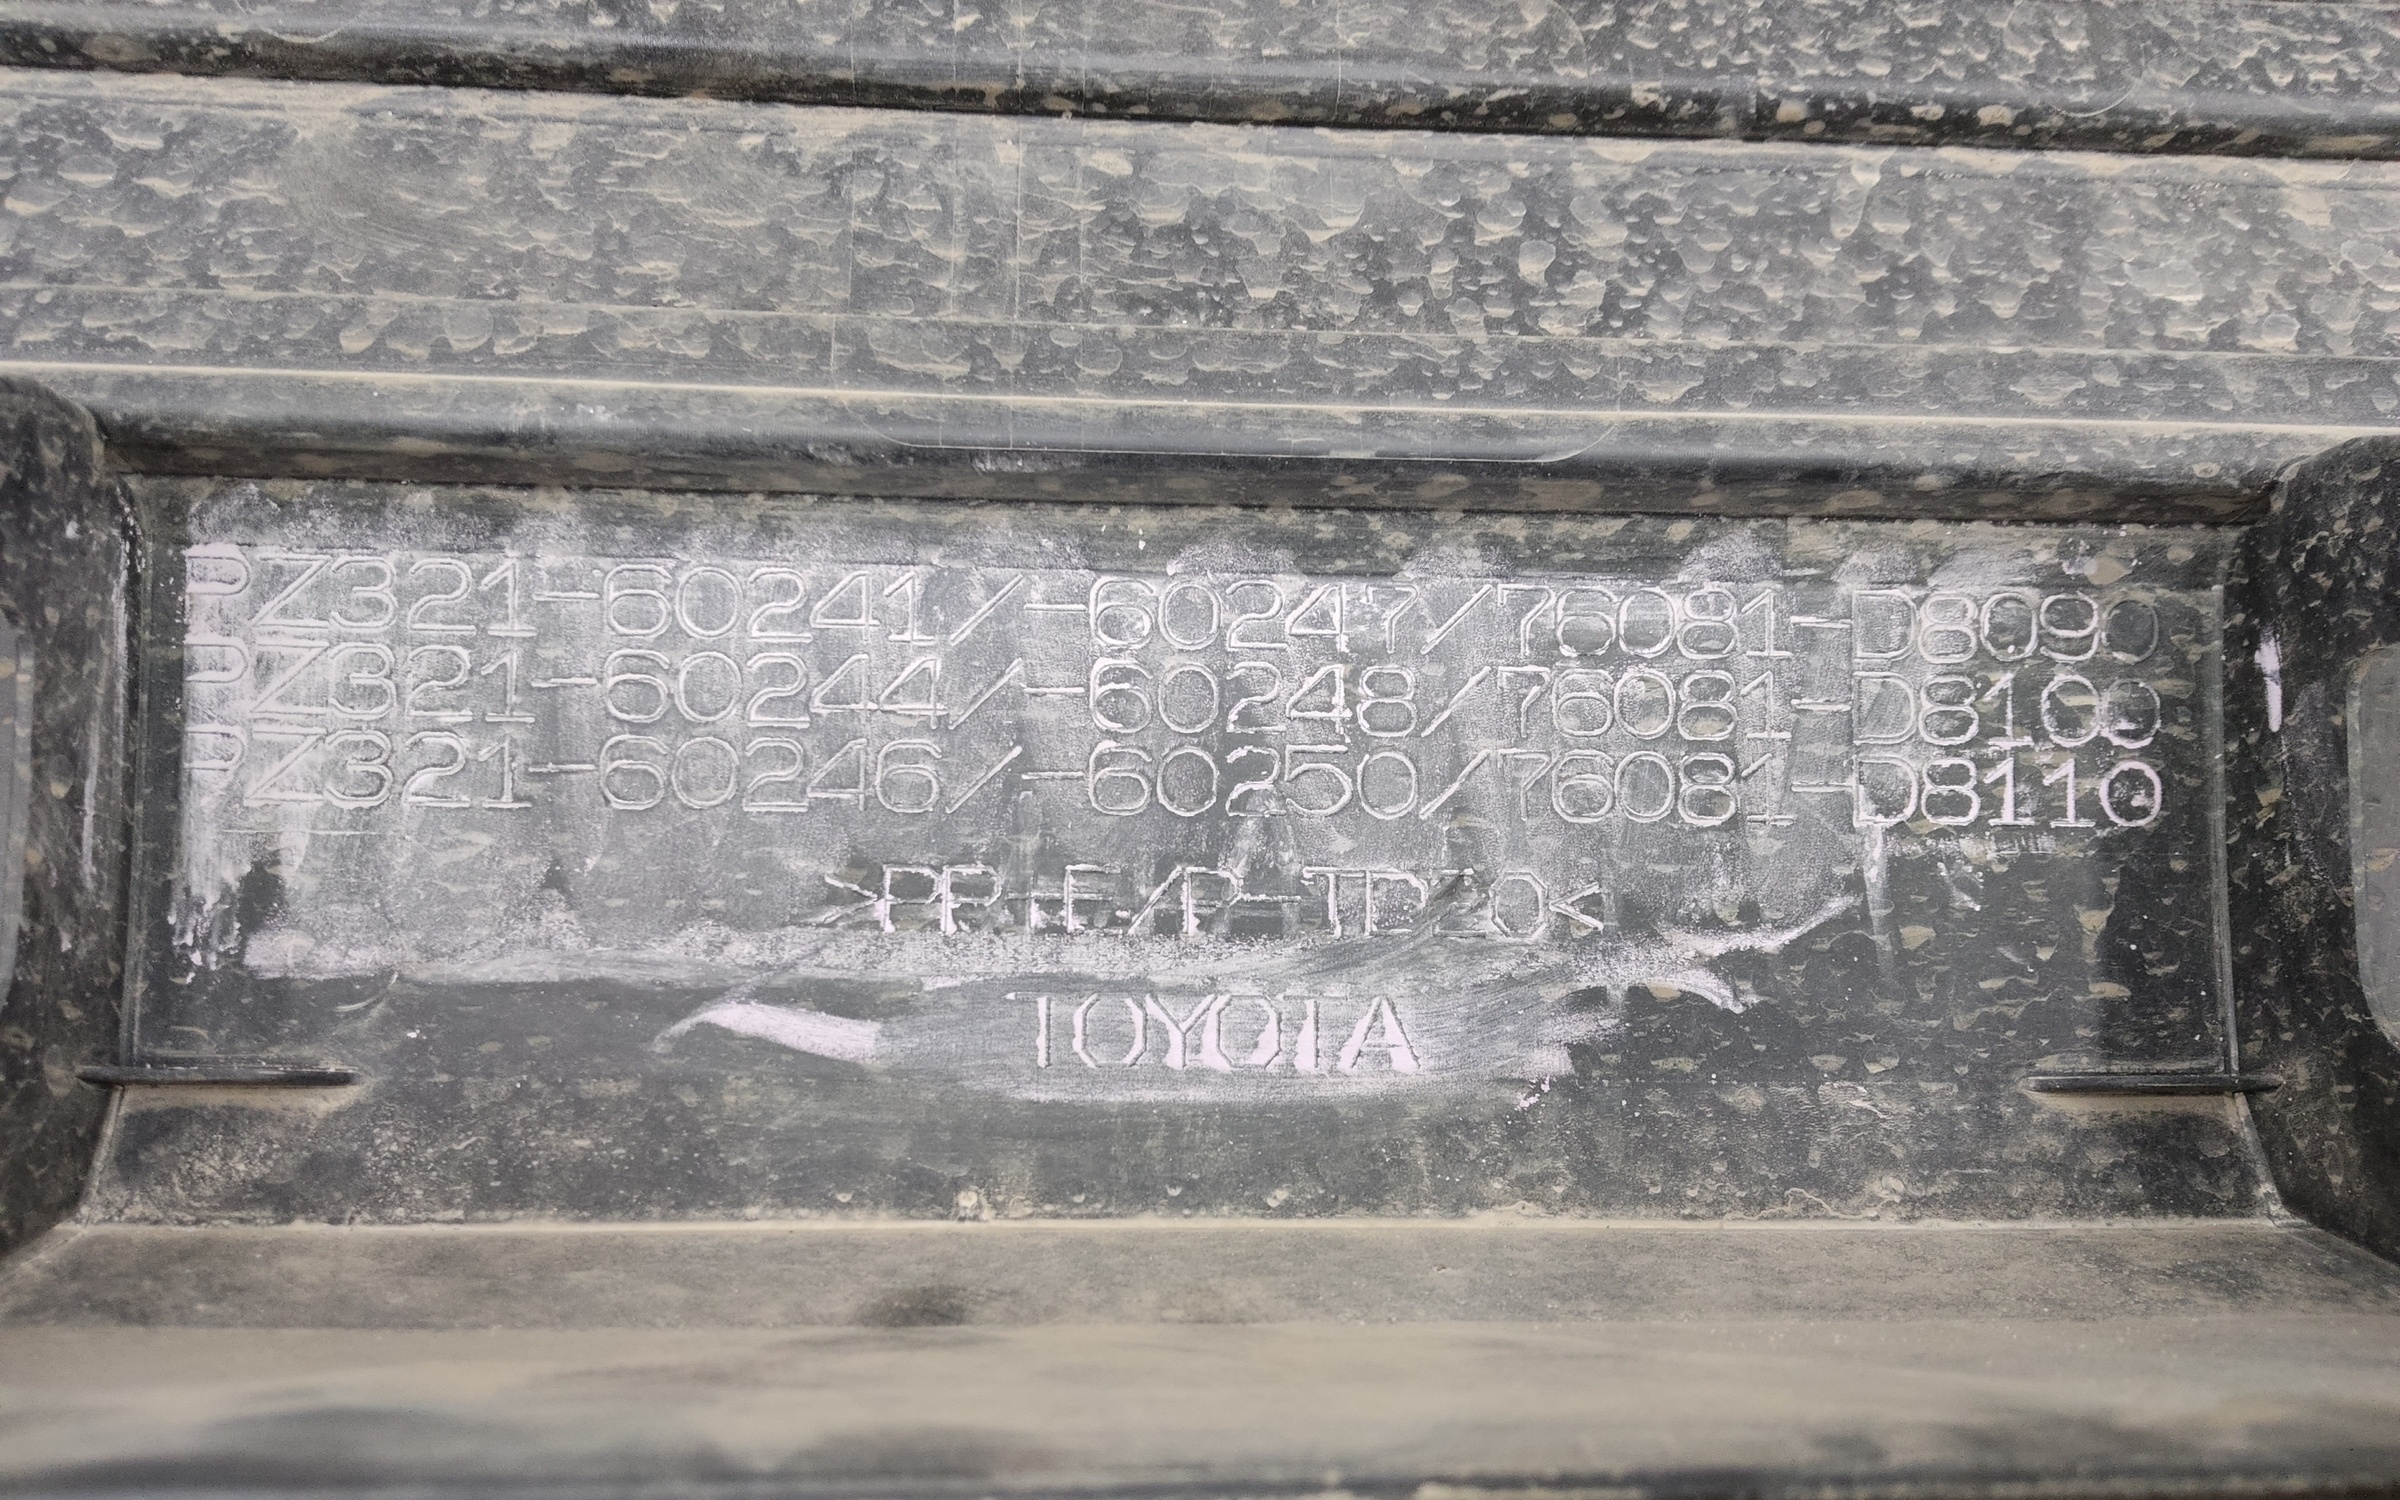 PZ321-60241/-60247/76081-D8090
PZ321-60244/-60248/76081-D8100
PZ321-60246/-60250/76081-D8110
>PP+E/P-TD20<
TOYOTA